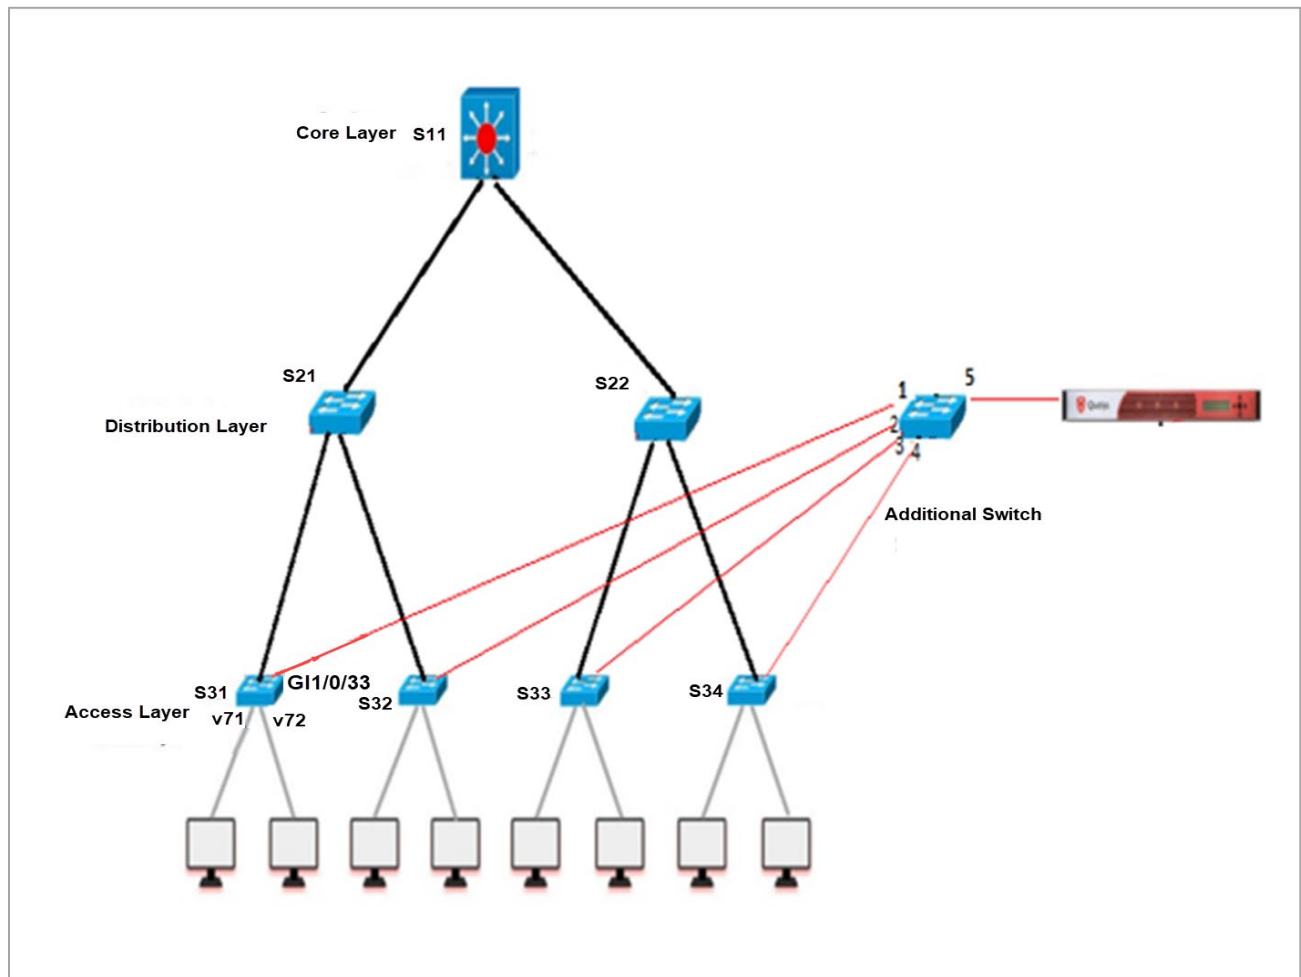 Core Layer S11
S21
S22
Distribution Layer
1
5
2
3
4
Additional Switch
S31
GI1/0/33
S32
S33
S34
Access Layer
v71
v72